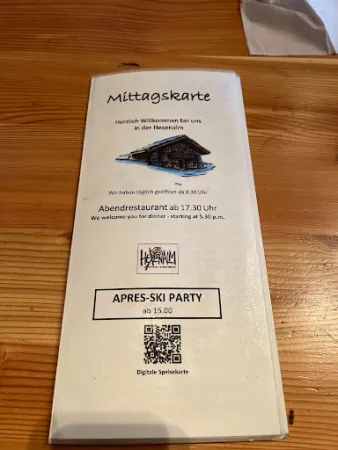 Mittagskarte
Herzlich Willkommen bei uns
in der Hexenalm
Wir haben täglich geöffnet ab 8.30 Uhr
Abendrestaurant ab 17.30 Uhr
We welcome you for dinner - starting at 5.30 p.m.
HEXENALM
APRES-SKI PARTY
ab 15.00
Digitale Speisekarte